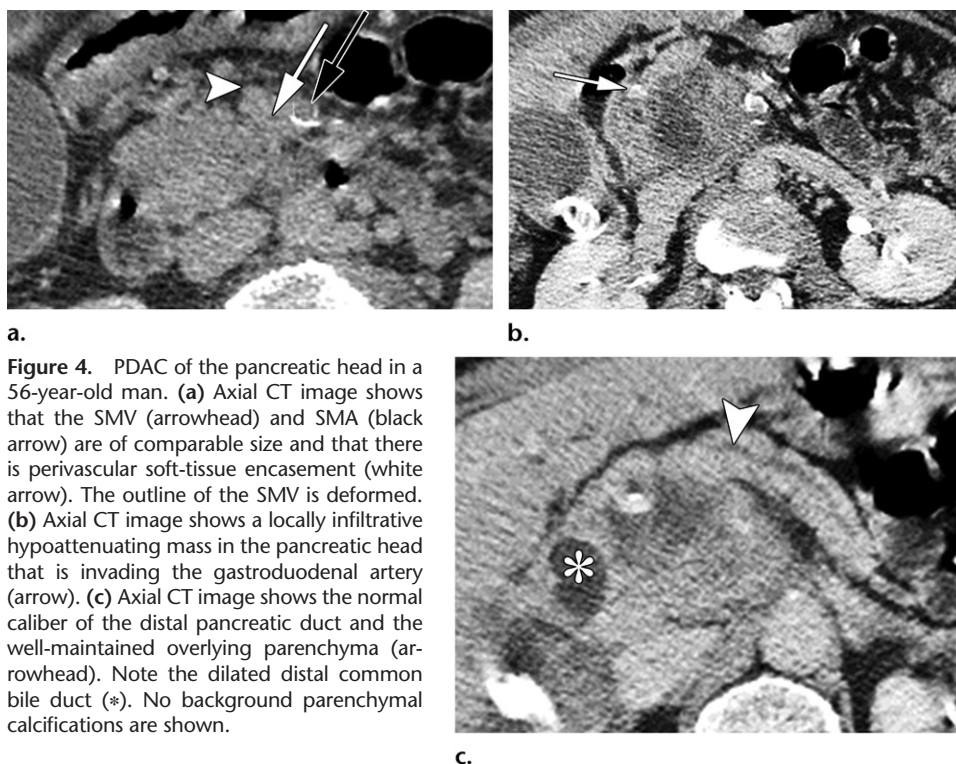 a.
b.
Figure 4. PDAC of the pancreatic head in a
56-year-old man. (a) Axial CT image shows
that the SMV (arrowhead) and SMA (black
arrow) are of comparable size and that there
is perivascular soft-tissue encasement (white
arrow). The outline of the SMV is deformed.
(b) Axial CT image shows a locally infiltrative
hypoattenuating mass in the pancreatic head
that is invading the gastroduodenal artery
(arrow). (c) Axial CT image shows the normal
caliber of the distal pancreatic duct and the
well-maintained overlying parenchyma (ar-
rowhead). Note the dilated distal common
bile duct (*). No background parenchymal
calcifications are shown.
*
c.